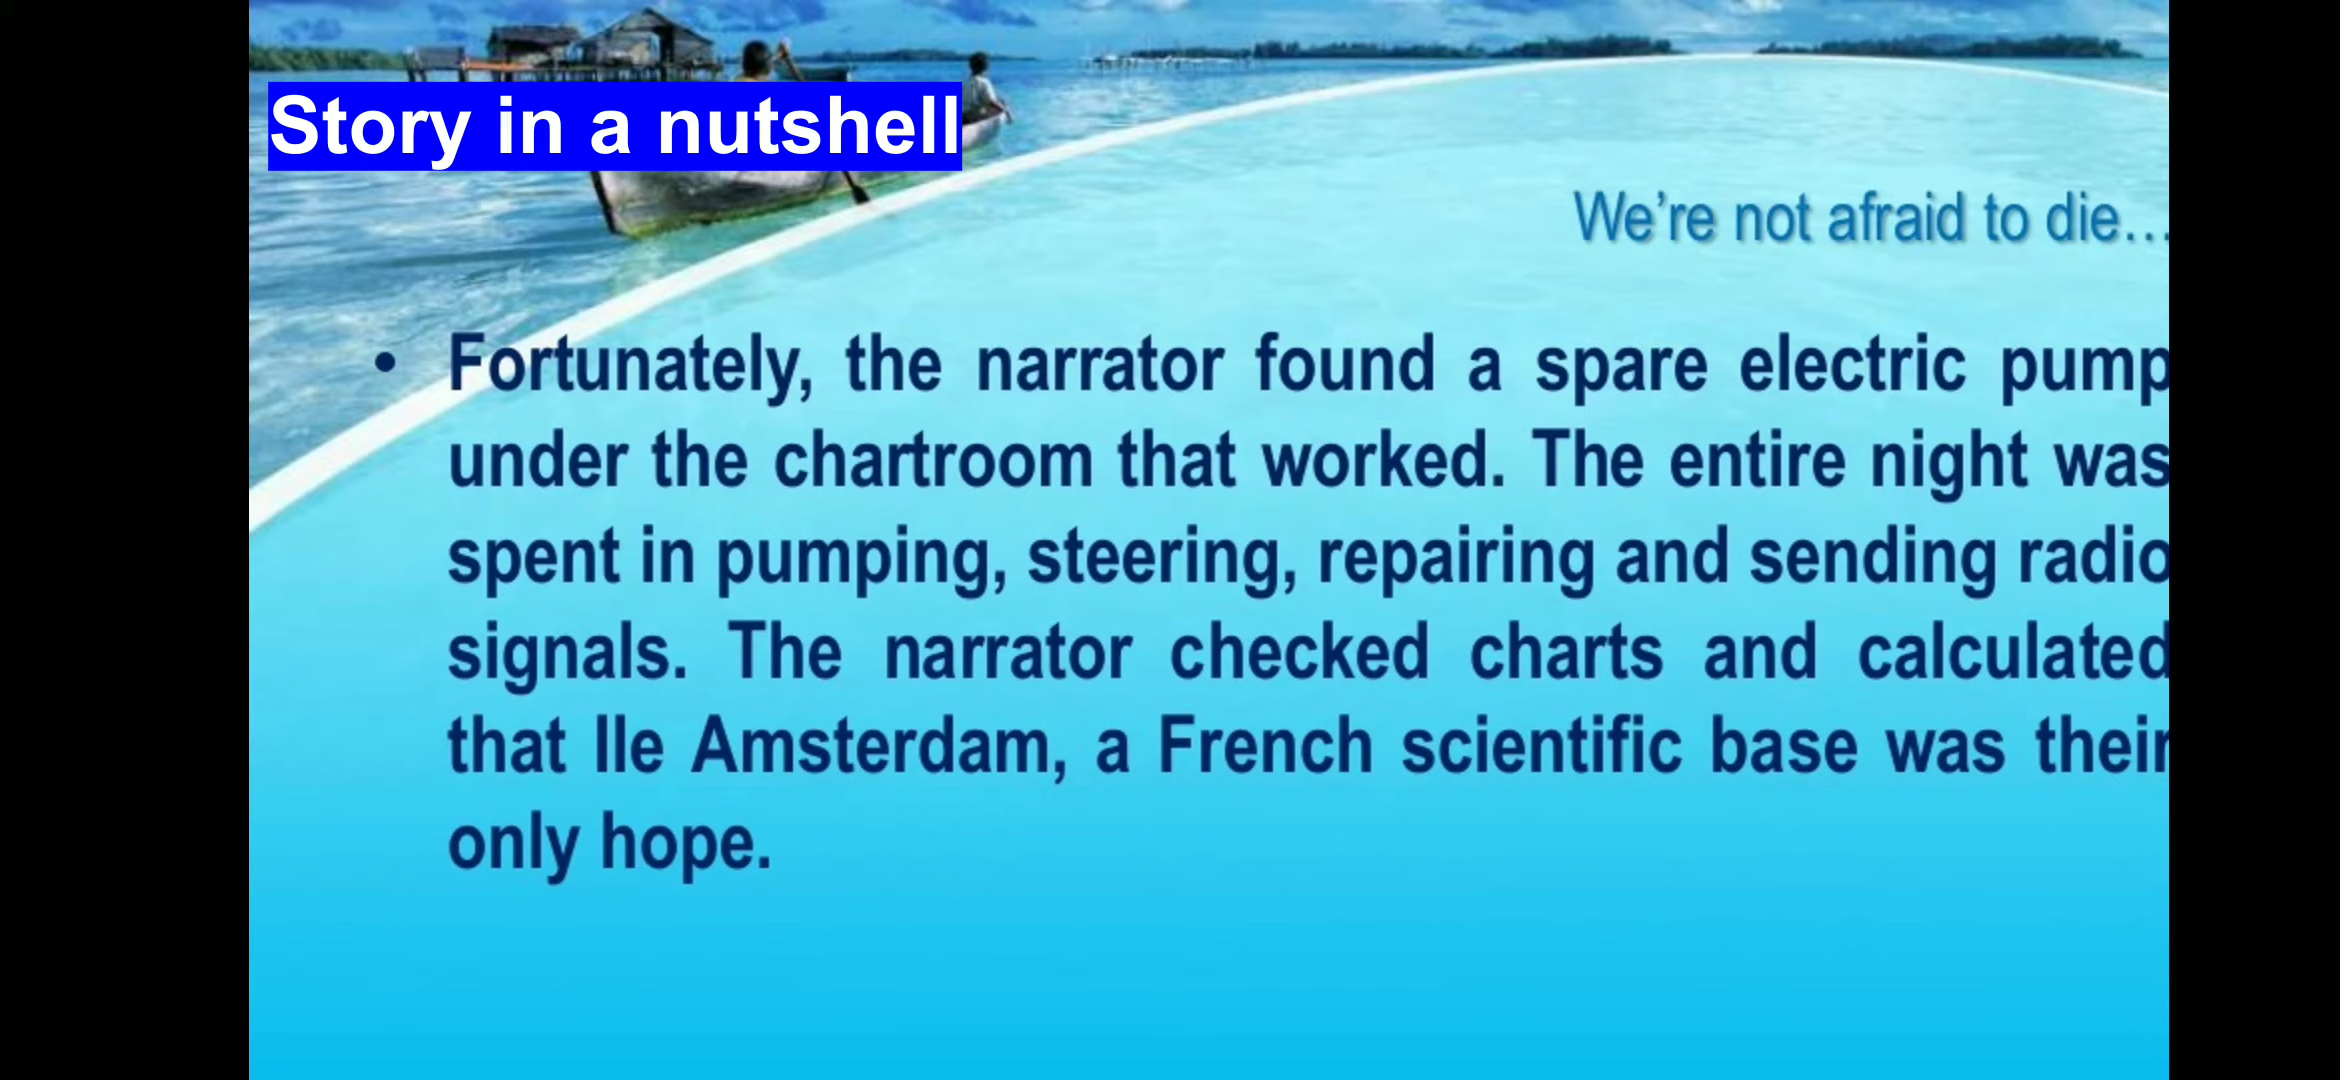 Story in a nutshell
We're not afraid to die...
• Fortunately, the narrator found a spare electric pump
under the chartroom that worked. The entire night was
spent in pumping, steering, repairing and sending radio
signals. The narrator checked charts and calculated
that Ile Amsterdam, a French scientific base was their
only hope.